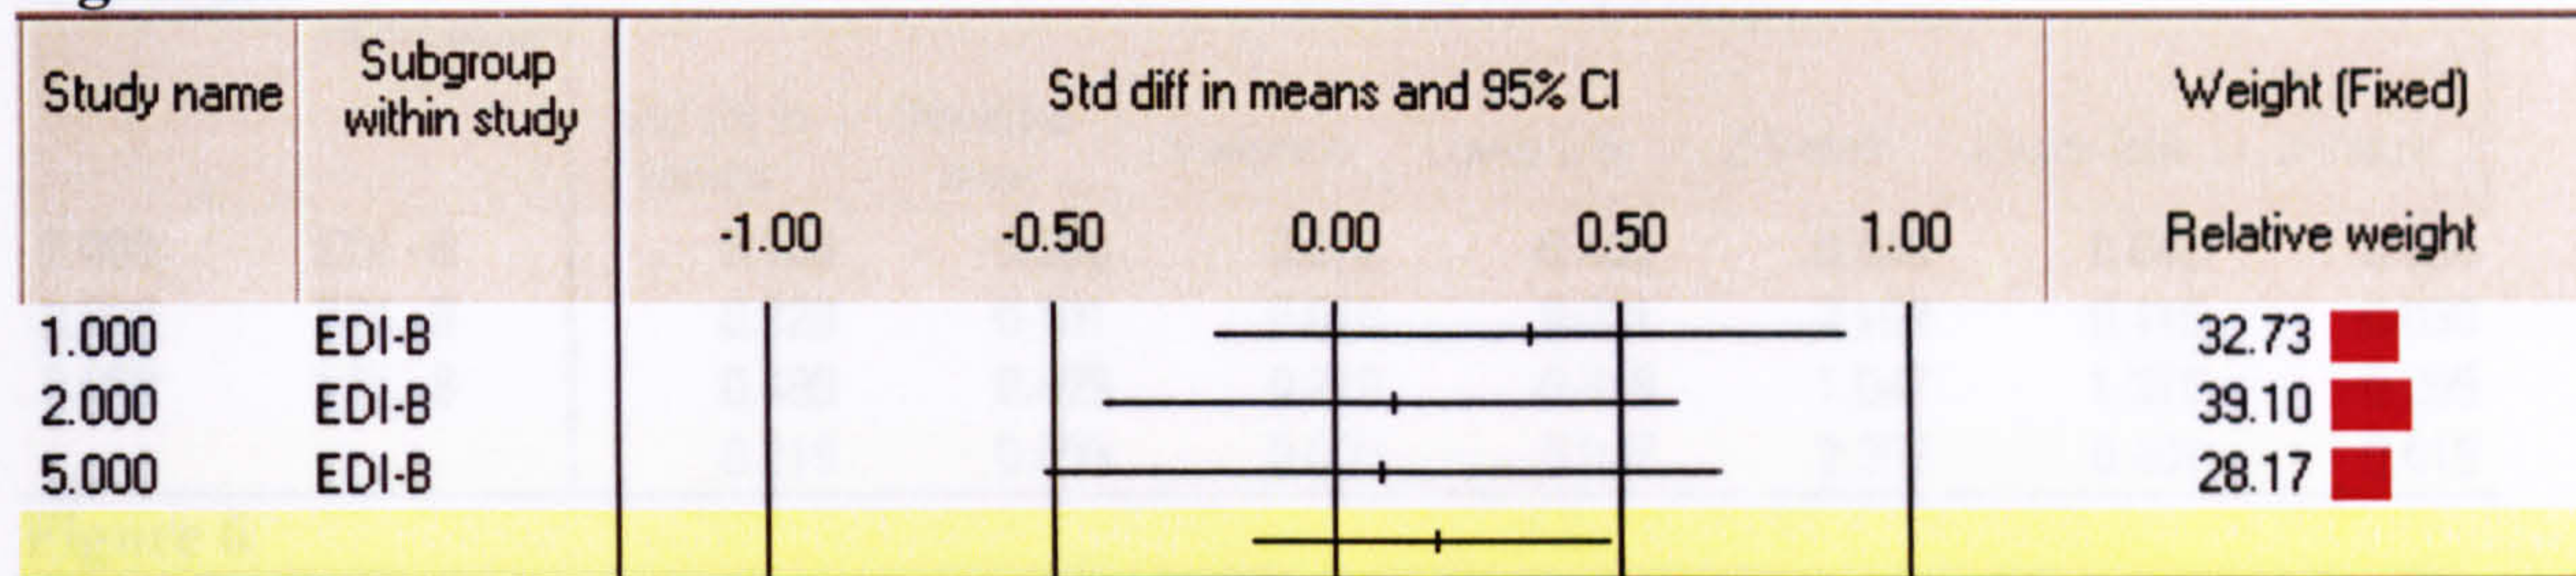 Study name Subgroup within study Std diff in means and 95% CI Weight (Fixed)
-1.00 -0.50 0.00 0.50 1.00 Relative weight
1.000 EDI-B 32.73
2.000 EDI-B 39.10
5.000 EDI-B 28.17